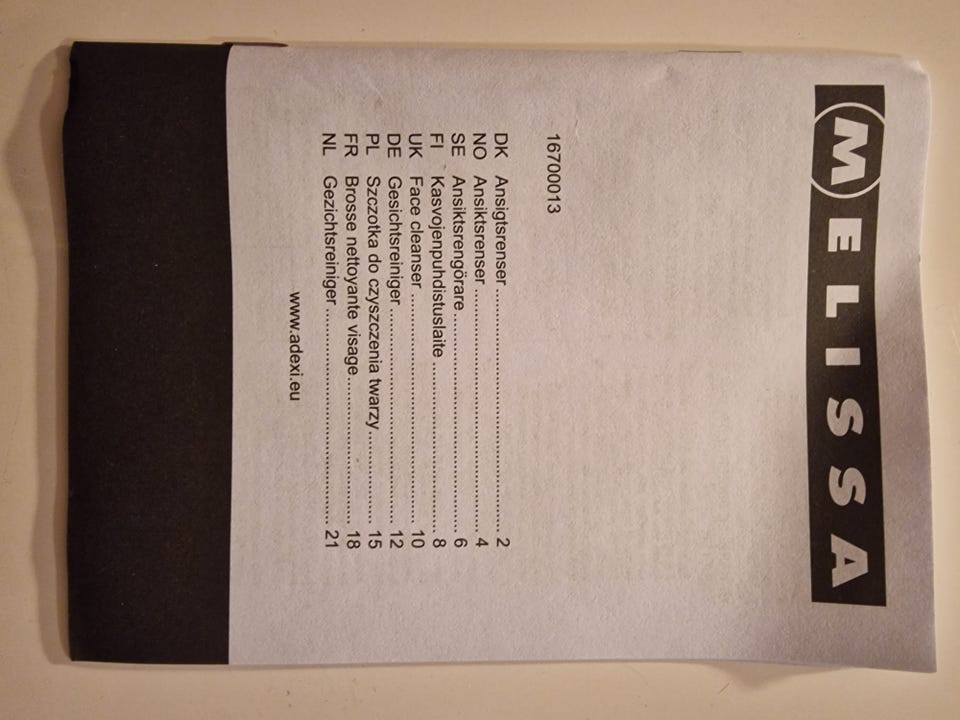 MELISSA
16700013
DK Ansigtsrenser........................................ 2
NO Ansiktsrenser........................................ 4
SE Ansiktsrengörare..................................... 6
FI Kasvojenpuhdistuslaite............................... 8
UK Face cleanser........................................ 10
DE Gesichtsreiniger..................................... 12
PL Szczotka do czyszczenia twarzy....................... 15
FR Brosse nettoyante visage............................. 18
NL Gezichtsreiniger..................................... 21
www.adexi.eu